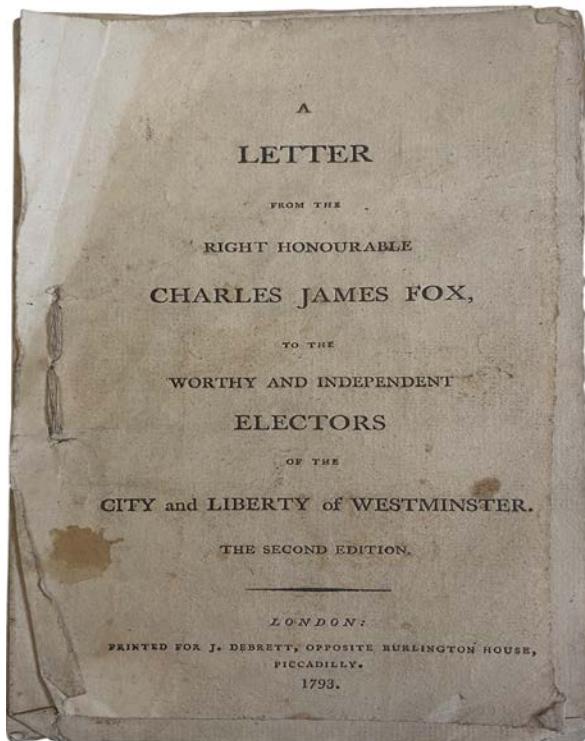 A
LETTER
FROM THE
RIGHT HONOURABLE
CHARLES JAMES FOX,
TO THE
WORTHY AND INDEPENDENT
ELECTORS
OF THE
CITY and LIBERTY of WESTMINSTER.
THE SECOND EDITION.
LONDON:
PRINTED FOR J. DEBRETT, OPPOSITE BURLINGTON HOUSE,
PICCADILLY.
1793.